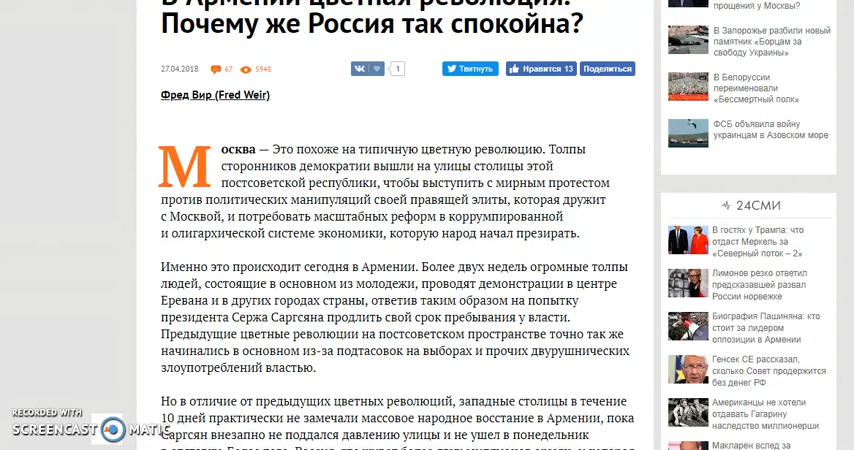 В Армении цветная революция.
Почему же Россия так спокойна?
27.04.2018
67
5948
1
Твитнуть
Нравится 13
Поделиться
Фред Вир (Fred Weir)
Москва — Это похоже на типичную цветную революцию. Толпы
сторонников демократии вышли на улицы столицы этой
постсоветской республики, чтобы выступить с мирным протестом
против политических манипуляций своей правящей элиты, которая дружит
с Москвой, и потребовать масштабных реформ в коррумпированной
и олигархической системе экономики, которую народ начал презирать.
Именно это происходит сегодня в Армении. Более двух недель огромные толпы
людей, состоящие в основном из молодежи, проводят демонстрации в центре
Еревана и в других городах страны, ответив таким образом на попытку
президента Сержа Саргсяна продлить свой срок пребывания у власти.
Предыдущие цветные революции на постсоветском пространстве точно так же
начинались в основном из-за подтасовок на выборах и прочих двурушнических
злоупотреблений властью.
Но в отличие от предыдущих цветных революций, западные столицы в течение
10 дней практически не замечали массовое народное восстание в Армении, пока
Саргсян внезапно не поддался давлению улицы и не ушел в понедельник
прощения у Москвы?
В Запорожье разбили новый
памятник «Борцам за
свободу Украины»
В Белоруссии
переименовали
«Бессмертный полк»
ФСБ объявила войну
украинцам в Азовском море
24СМИ
В гостях у Трампа: что
отдаст Меркель за
«Северный поток – 2»
Лимонов резко ответил
предсказавшей развал
России норвежке
Биография Пашиняна: кто
стоит за лидером
оппозиции в Армении
Генсек СЕ рассказал,
сколько Совет продержится
без денег РФ
Американцы не хотели
отдавать Гагарину
наследство миллионерши
Макларен вслед за
RECORDED WITH
SCREENCAST MATIC